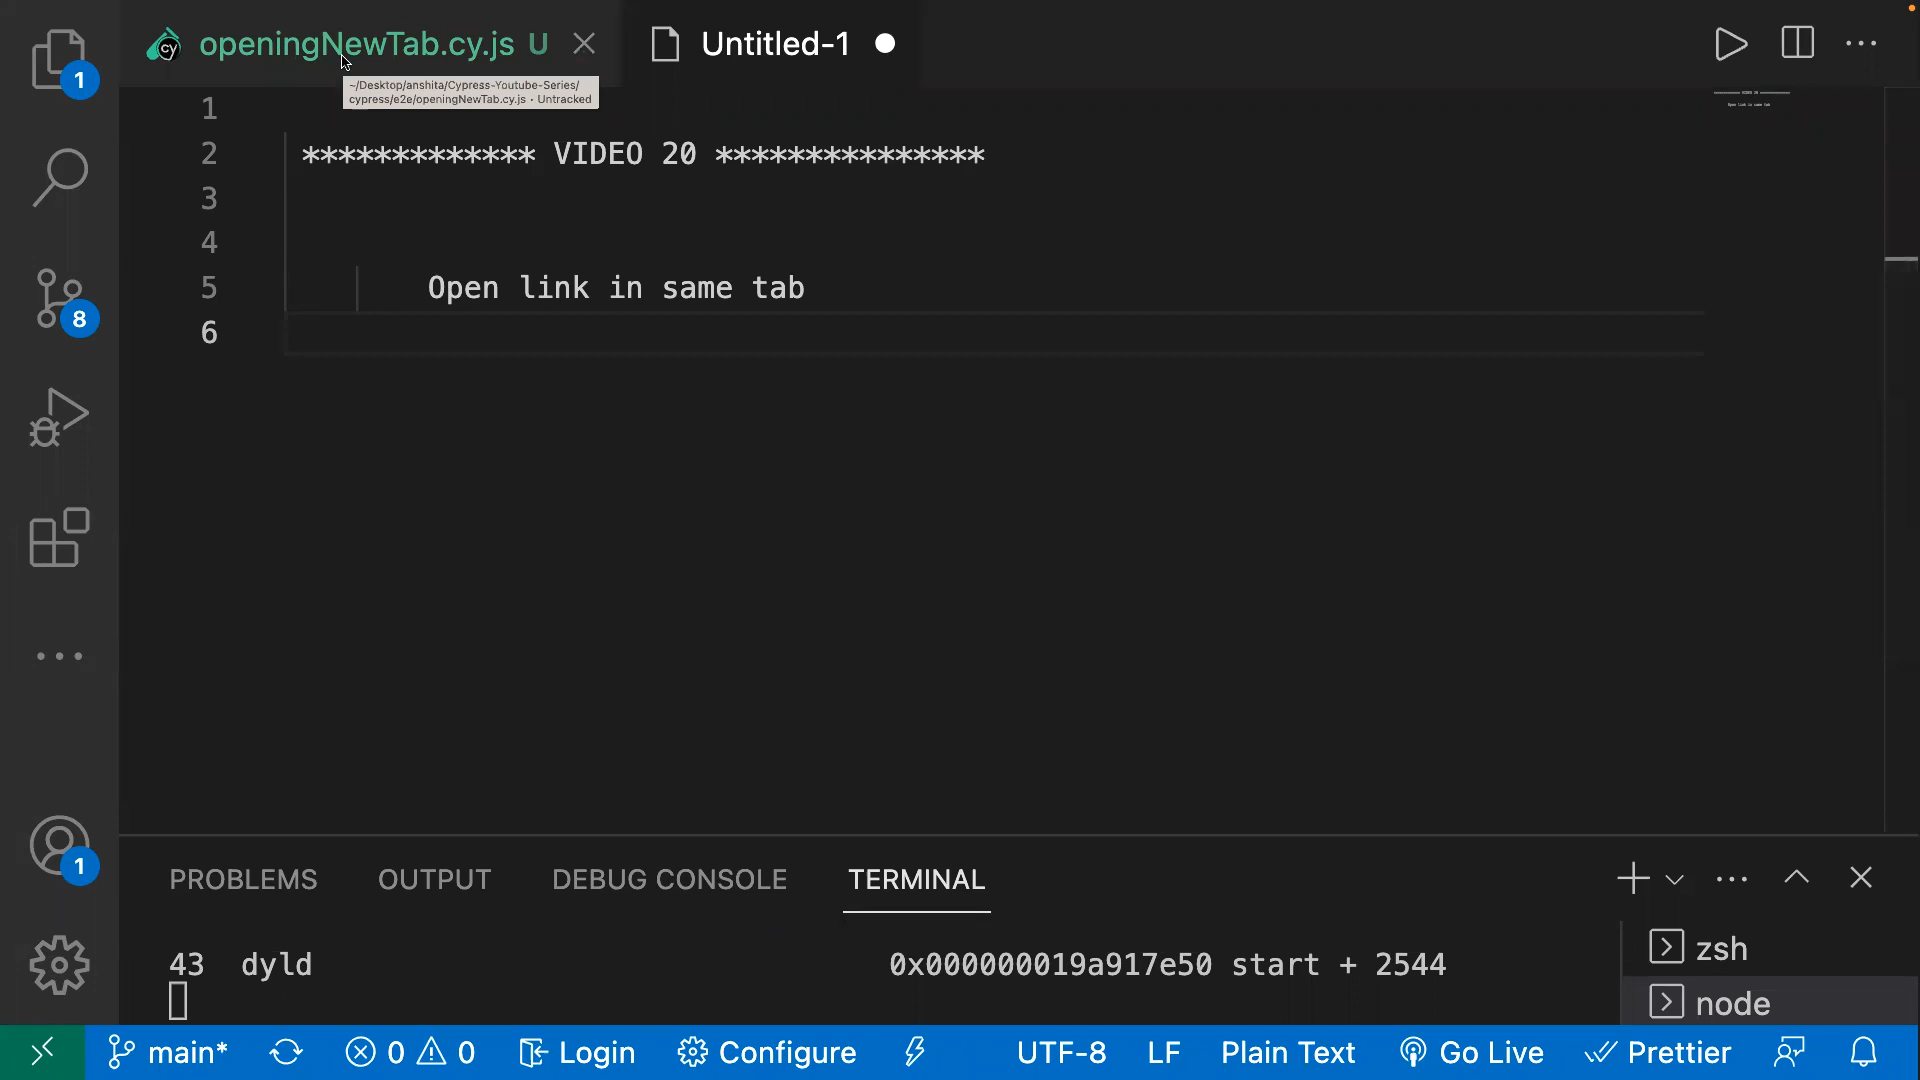 openingNewTab.cy.js U
Untitled-1
~/Desktop/anshita/Cypress-Youtube-Series/
cypress/e2e/openingNewTab.cy.js • Untracked
1
1
2 ************* VIDEO 20 ***************
3
4
5 Open link in same tab
6
8
1
PROBLEMS OUTPUT DEBUG CONSOLE TERMINAL
43 dyld 0x000000019a917e50 start + 2544
zsh
node
main* 0 0 Login Configure UTF-8 LF Plain Text Go Live Prettier